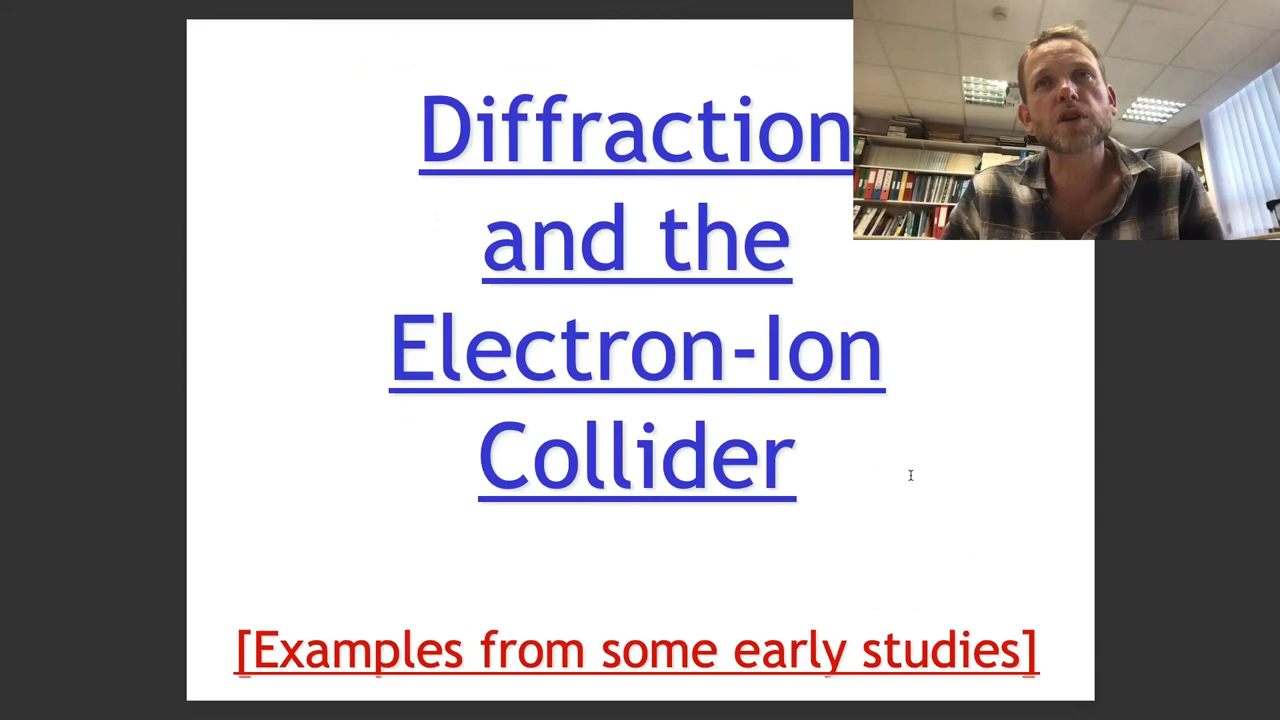 Diffraction
and the
Electron-Ion
Collider
[Examples from some early studies]